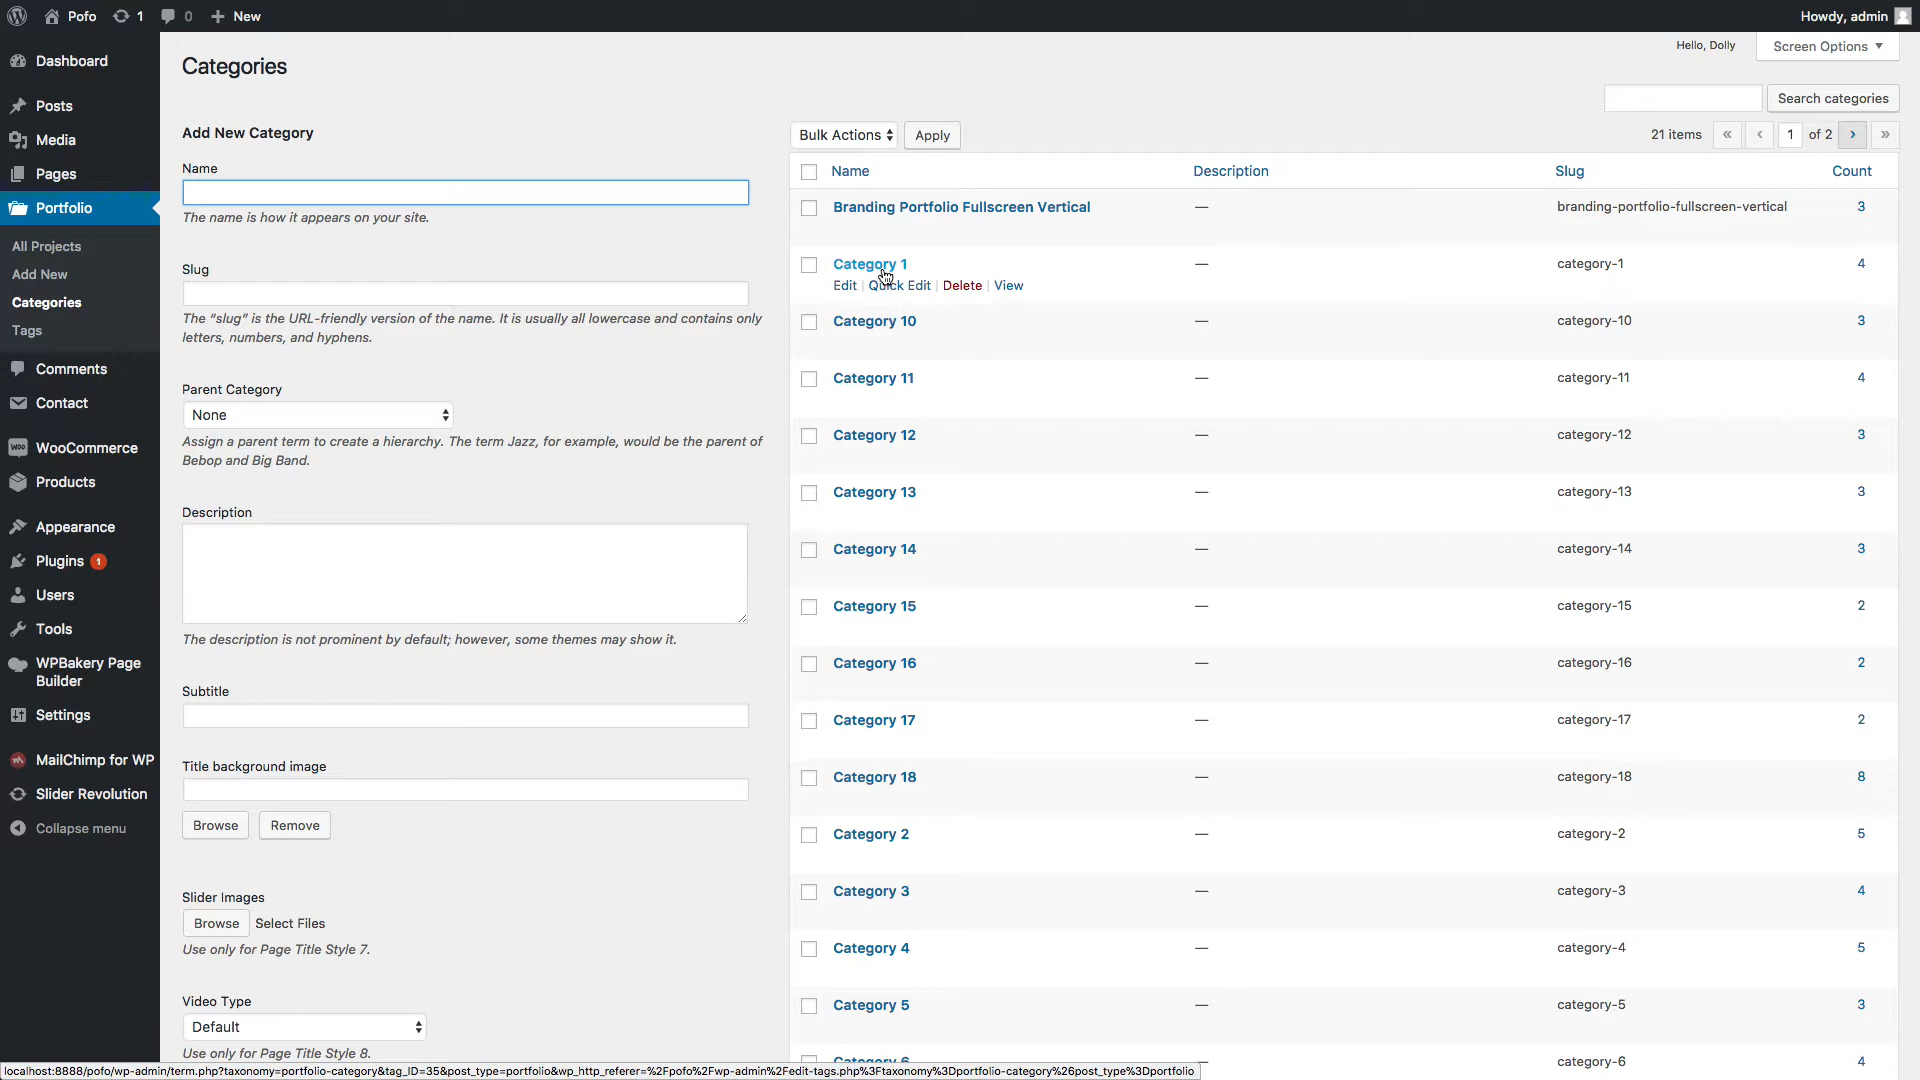 Pofo
1
0
New
Howdy, admin
Dashboard
Posts
Media
Pages
Portfolio
All Projects
Add New
Categories
Tags
Comments
Contact
WooCommerce
Products
Appearance
Plugins 1
Users
Tools
WPBakery Page
Builder
Settings
MailChimp for WP
Slider Revolution
Collapse menu
Hello, Dolly
Screen Options
Categories
Search categories
Add New Category
Name
The name is how it appears on your site.
Slug
The “slug” is the URL-friendly version of the name. It is usually all lowercase and contains only
letters, numbers, and hyphens.
Parent Category
None
Assign a parent term to create a hierarchy. The term Jazz, for example, would be the parent of
Bebop and Big Band.
Description
The description is not prominent by default; however, some themes may show it.
Subtitle
Title background image
Browse Remove
Slider Images
Browse Select Files
Use only for Page Title Style 7.
Video Type
Default
Use only for Page Title Style 8.
Bulk Actions Apply
21 items « ‹ 1 of 2 › »
Name Description Slug Count
Branding Portfolio Fullscreen Vertical — branding-portfolio-fullscreen-vertical 3
Category 1 — category-1 4
Edit | Quick Edit | Delete | View
Category 10 — category-10 3
Category 11 — category-11 4
Category 12 — category-12 3
Category 13 — category-13 3
Category 14 — category-14 3
Category 15 — category-15 2
Category 16 — category-16 2
Category 17 — category-17 2
Category 18 — category-18 8
Category 2 — category-2 5
Category 3 — category-3 4
Category 4 — category-4 5
Category 5 — category-5 3
Category 6 — category-6 4
localhost:8888/pofo/wp-admin/term.php?taxonomy=portfolio-category&tag_ID=35&post_type=portfolio&wp_http_referer=%2Fpofo%2Fwp-admin%2Fedit-tags.php%3Ftaxonomy%3Dportfolio-category%26post_type%3Dportfolio